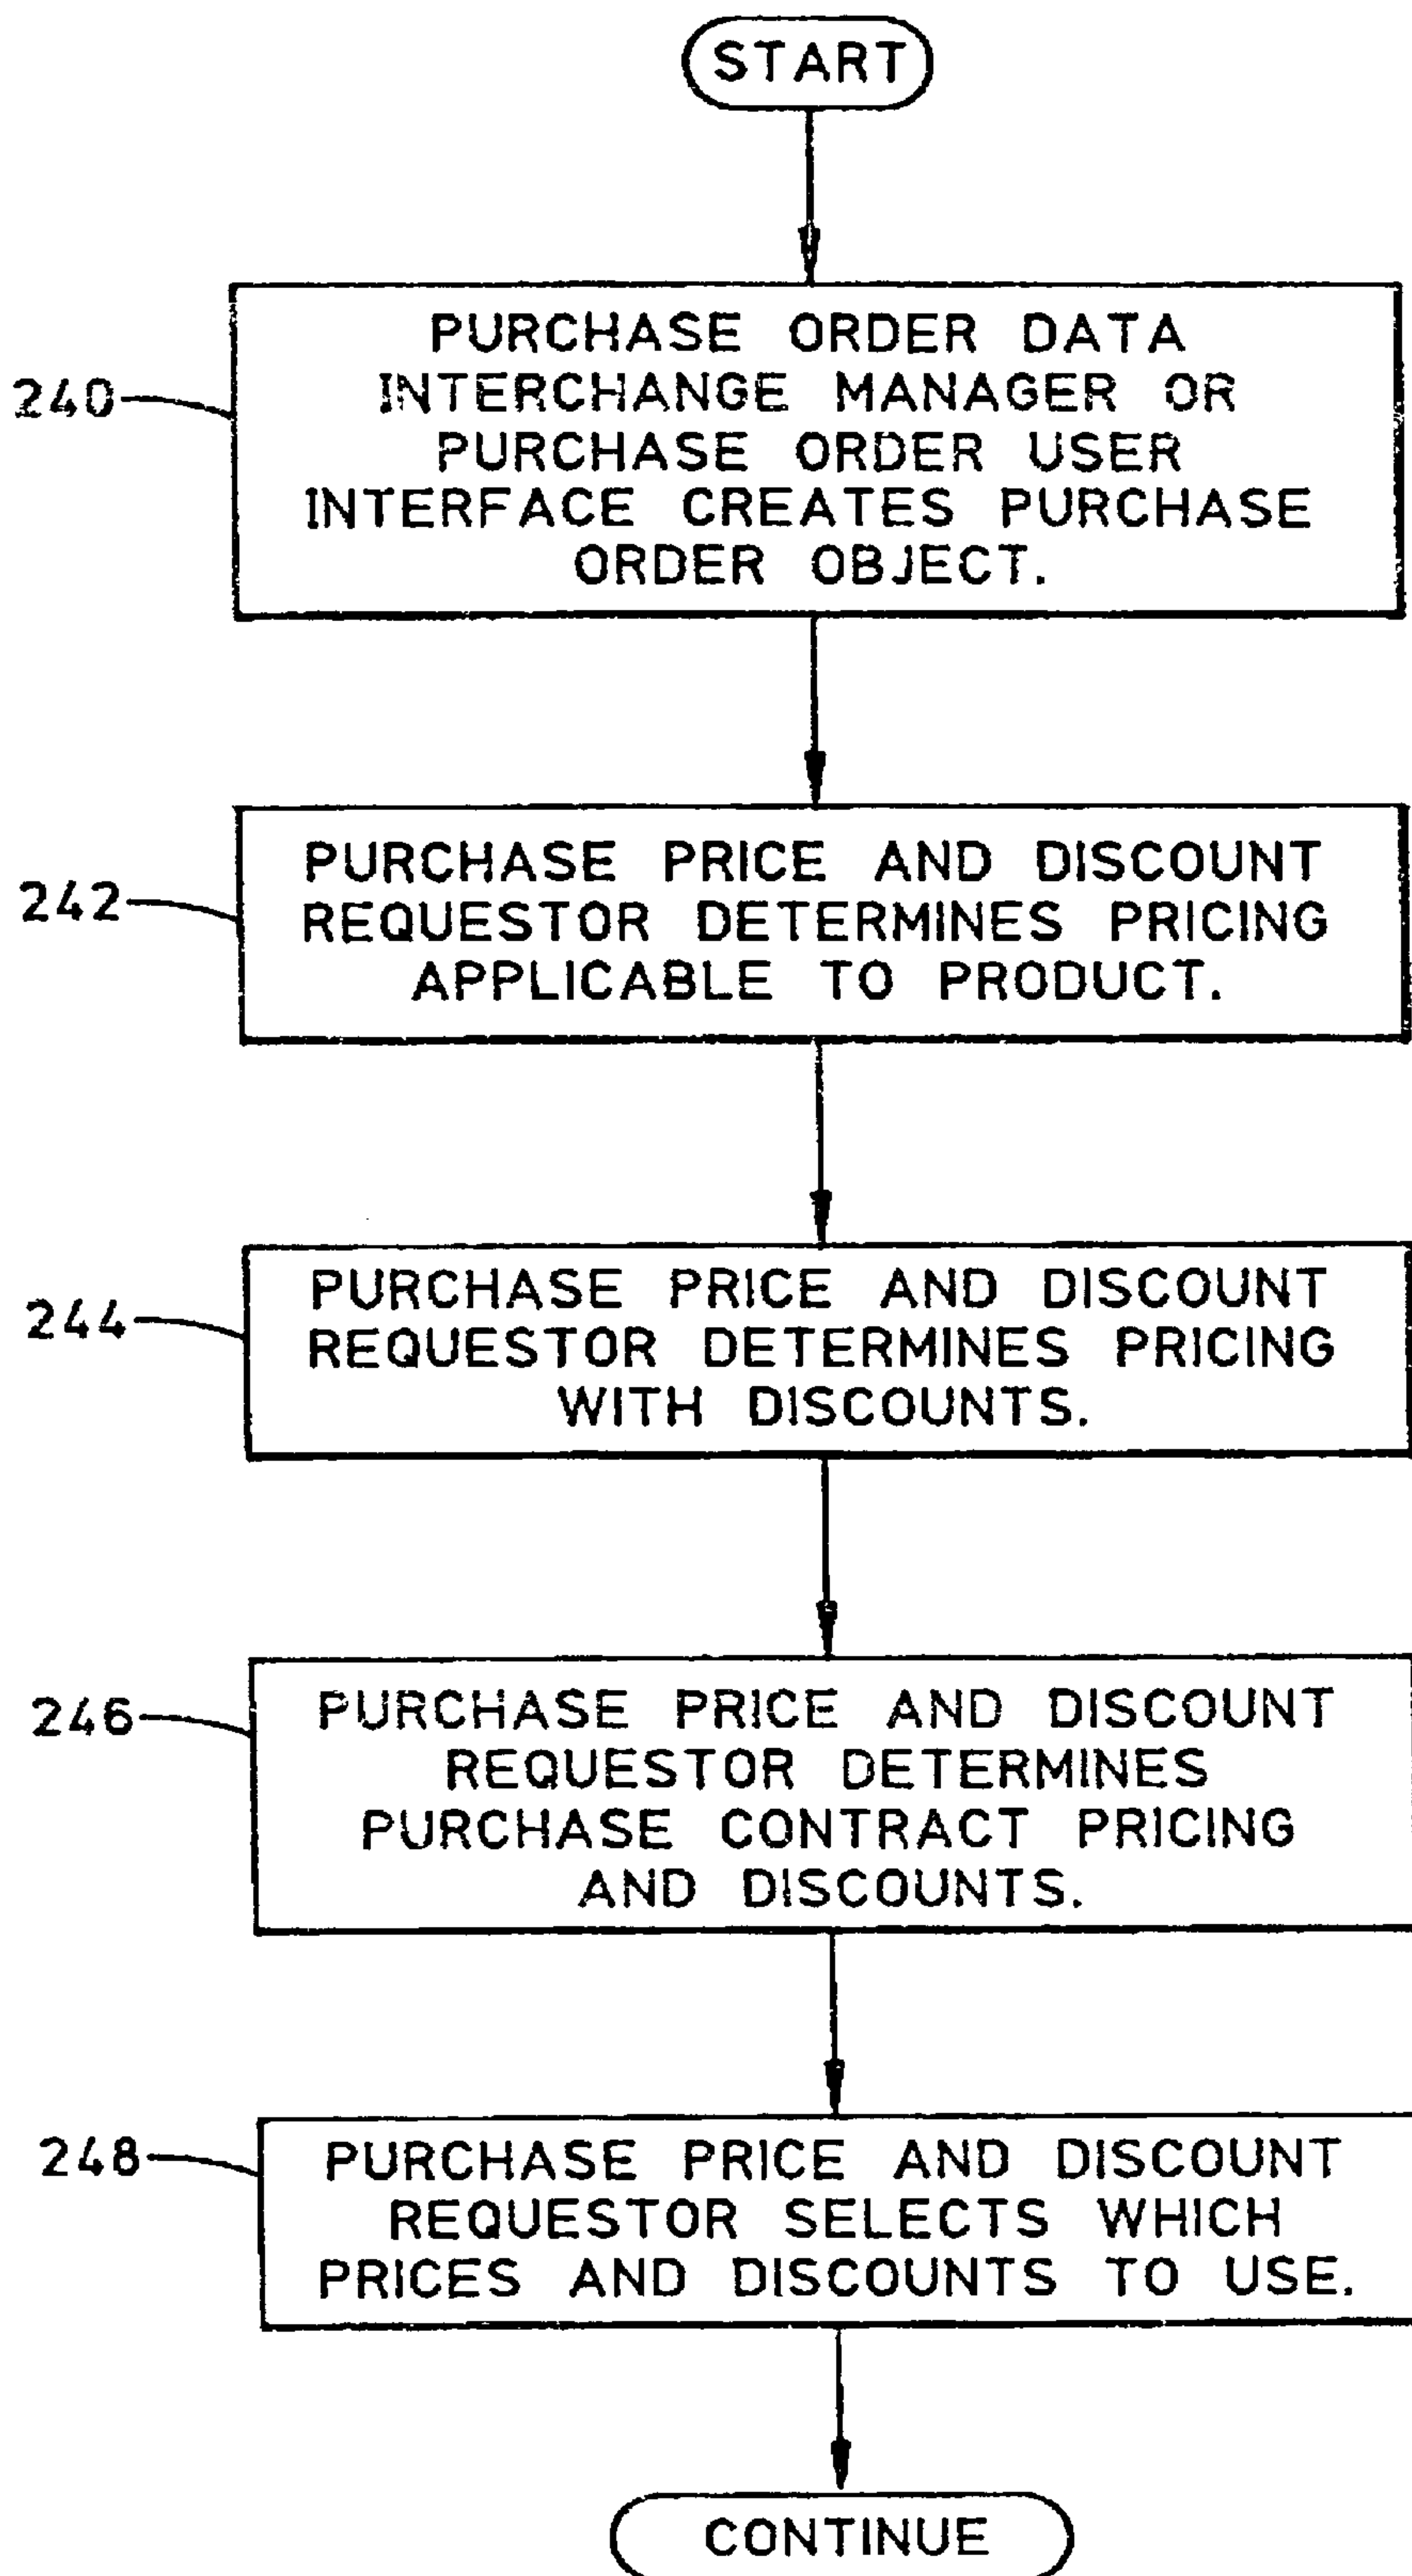 START
240
PURCHASE ORDER DATA
INTERCHANGE MANAGER OR
PURCHASE ORDER USER
INTERFACE CREATES PURCHASE
ORDER OBJECT.
242
PURCHASE PRICE AND DISCOUNT
REQUESTOR DETERMINES PRICING
APPLICABLE TO PRODUCT.
244
PURCHASE PRICE AND DISCOUNT
REQUESTOR DETERMINES PRICING
WITH DISCOUNTS.
246
PURCHASE PRICE AND DISCOUNT
REQUESTOR DETERMINES
PURCHASE CONTRACT PRICING
AND DISCOUNTS.
248
PURCHASE PRICE AND DISCOUNT
REQUESTOR SELECTS WHICH
PRICES AND DISCOUNTS TO USE.
CONTINUE